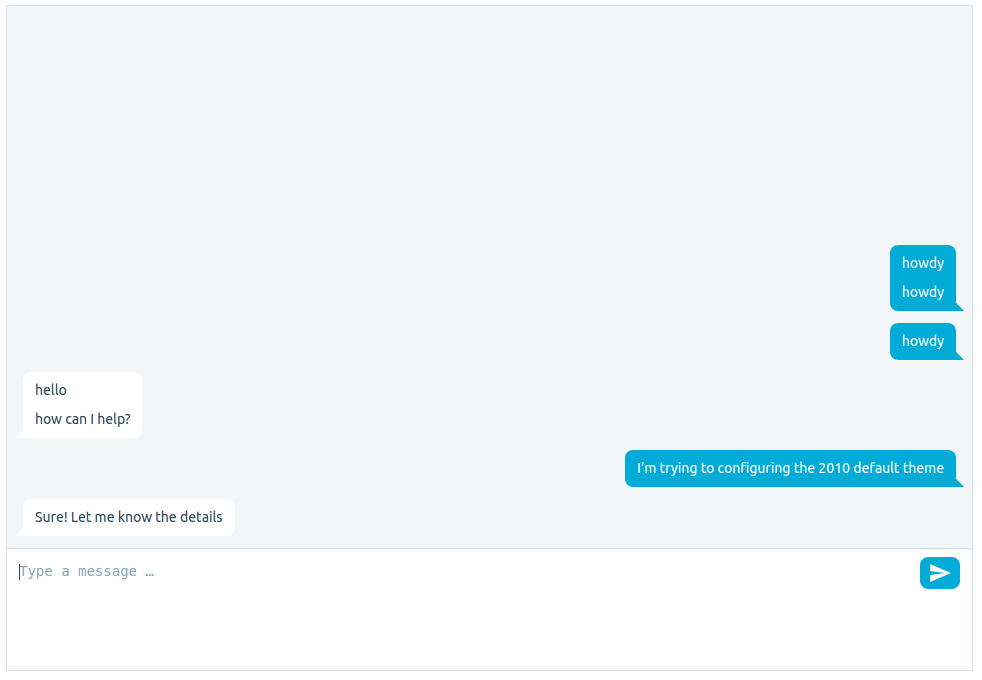 howdy
howdy
howdy
hello
how can I help?
I'm trying to configuring the 2010 default theme
Sure! Let me know the details
Type a message …